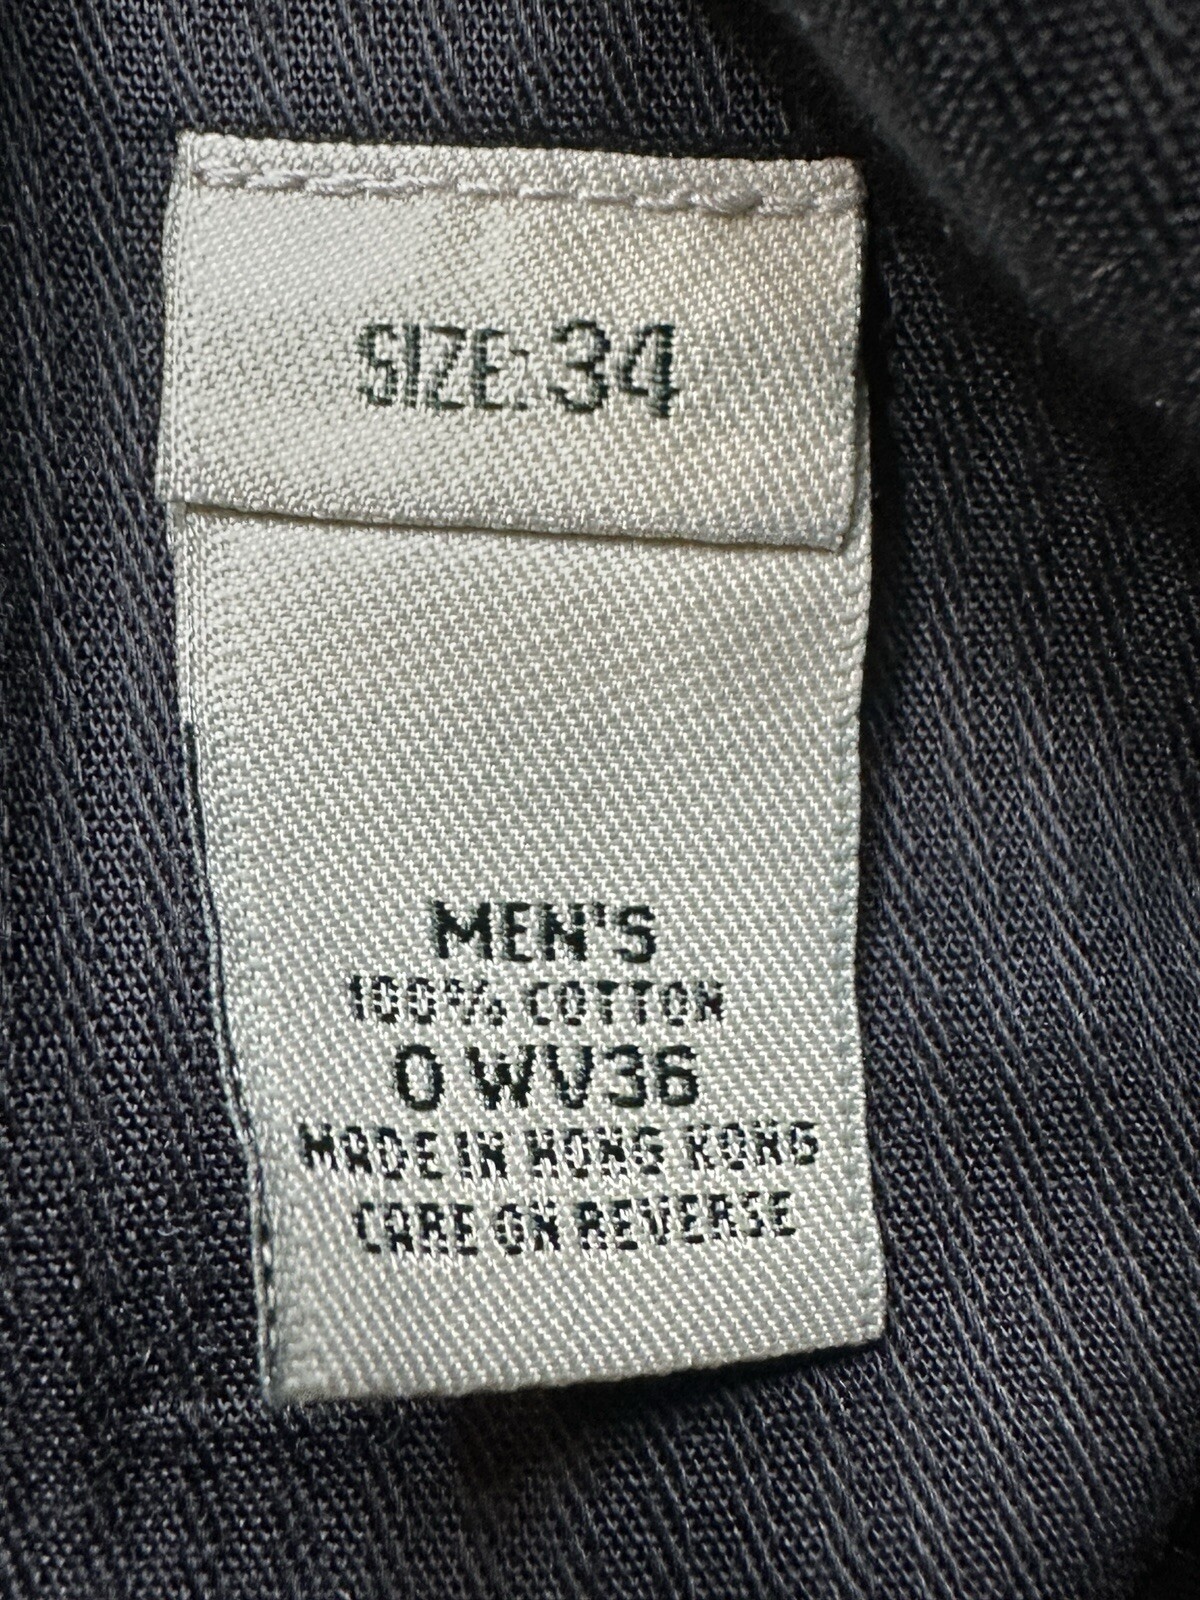 SIZE: 34
MEN'S
100% COTTON
0 WV36
MADE IN HONG KONG
CARE ON REVERSE